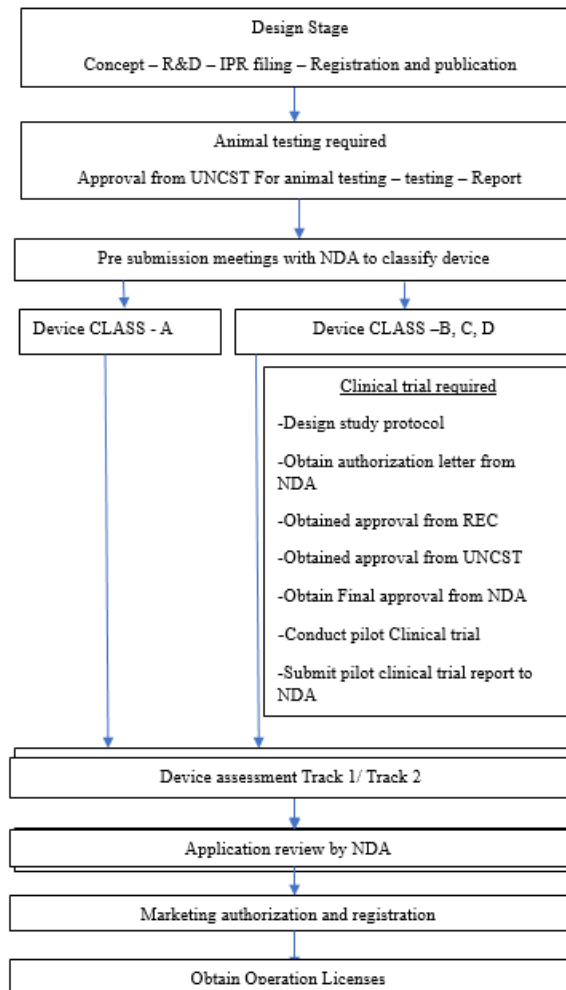 Design Stage
Concept – R&D – IPR filing – Registration and publication
Animal testing required
Approval from UNCST For animal testing – testing – Report
Pre submission meetings with NDA to classify device
Device CLASS - A
Device CLASS –B, C, D
Clinical trial required
-Design study protocol
-Obtain authorization letter from
NDA
-Obtained approval from REC
-Obtained approval from UNCST
-Obtain Final approval from NDA
-Conduct pilot Clinical trial
-Submit pilot clinical trial report to
NDA
Device assessment Track 1/ Track 2
Application review by NDA
Marketing authorization and registration
Obtain Operation Licenses